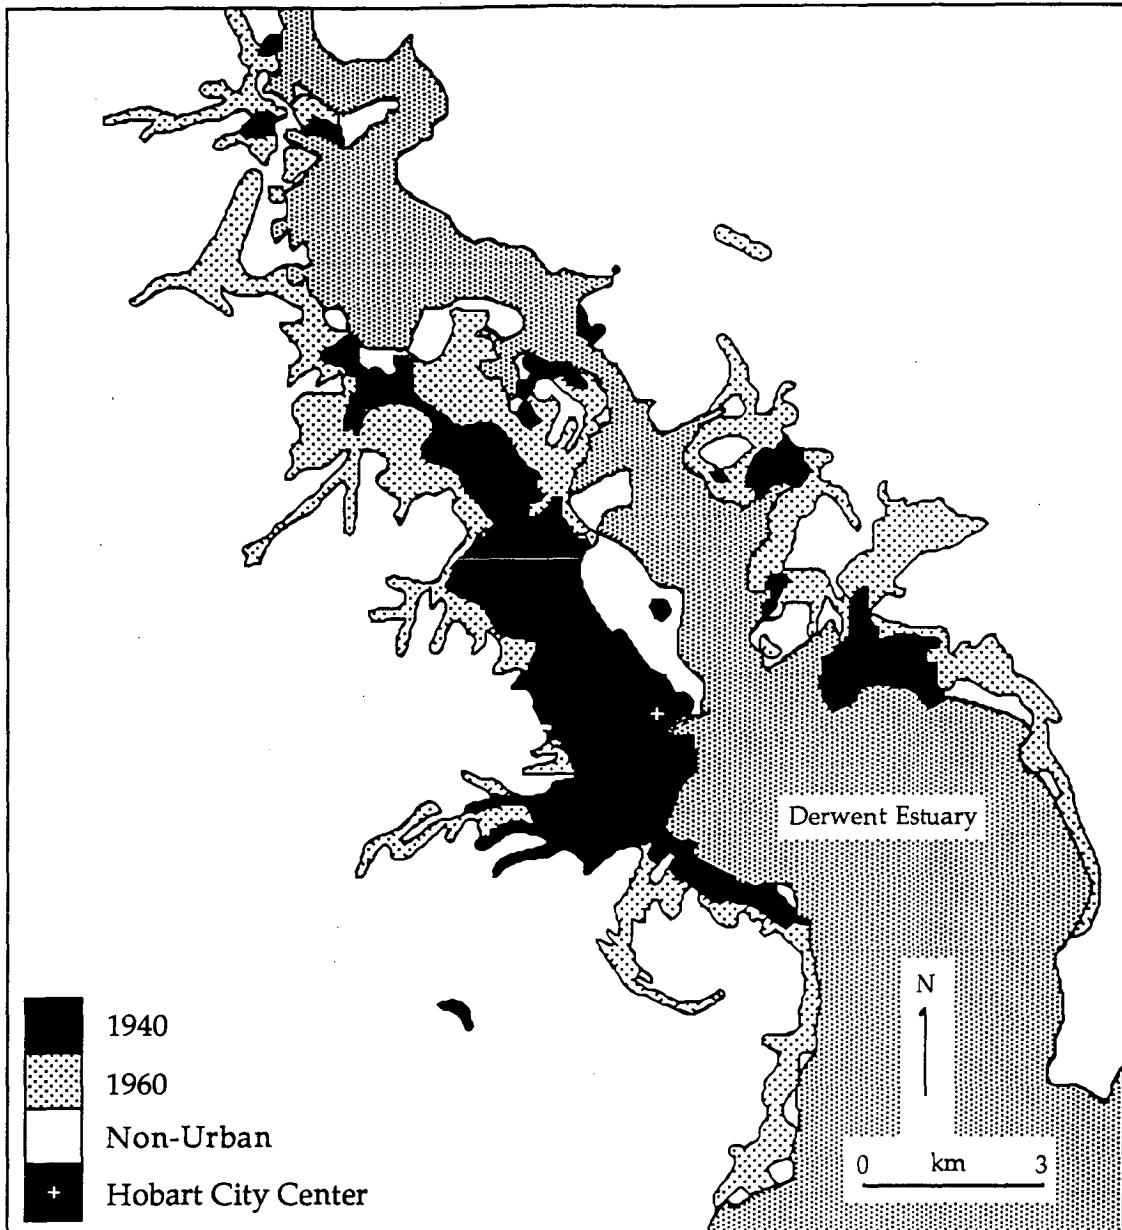 Derwent Estuary
N
0 km 3
1940
1960
Non-Urban
+ Hobart City Center